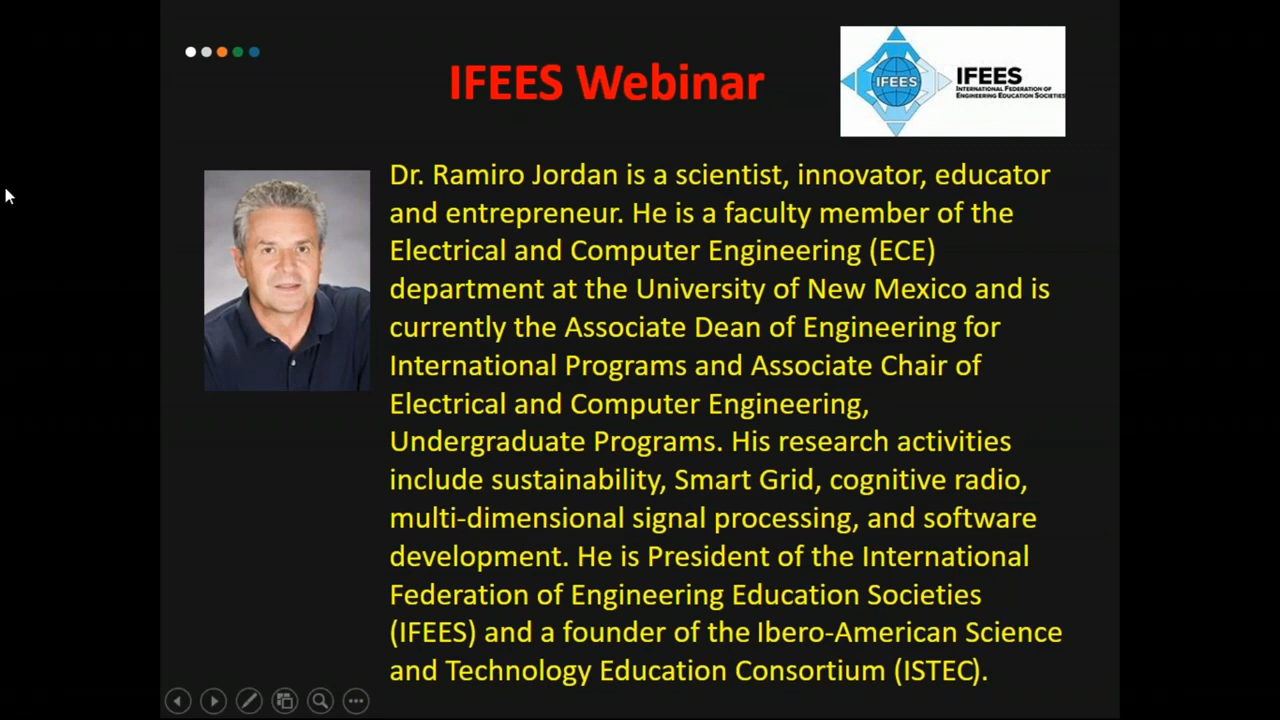 IFEES Webinar
IFEES
IFEES
International Federation of
Engineering Education Societies
Dr. Ramiro Jordan is a scientist, innovator, educator
and entrepreneur. He is a faculty member of the
Electrical and Computer Engineering (ECE)
department at the University of New Mexico and is
currently the Associate Dean of Engineering for
International Programs and Associate Chair of
Electrical and Computer Engineering,
Undergraduate Programs. His research activities
include sustainability, Smart Grid, cognitive radio,
multi-dimensional signal processing, and software
development. He is President of the International
Federation of Engineering Education Societies
(IFEES) and a founder of the Ibero-American Science
and Technology Education Consortium (ISTEC).